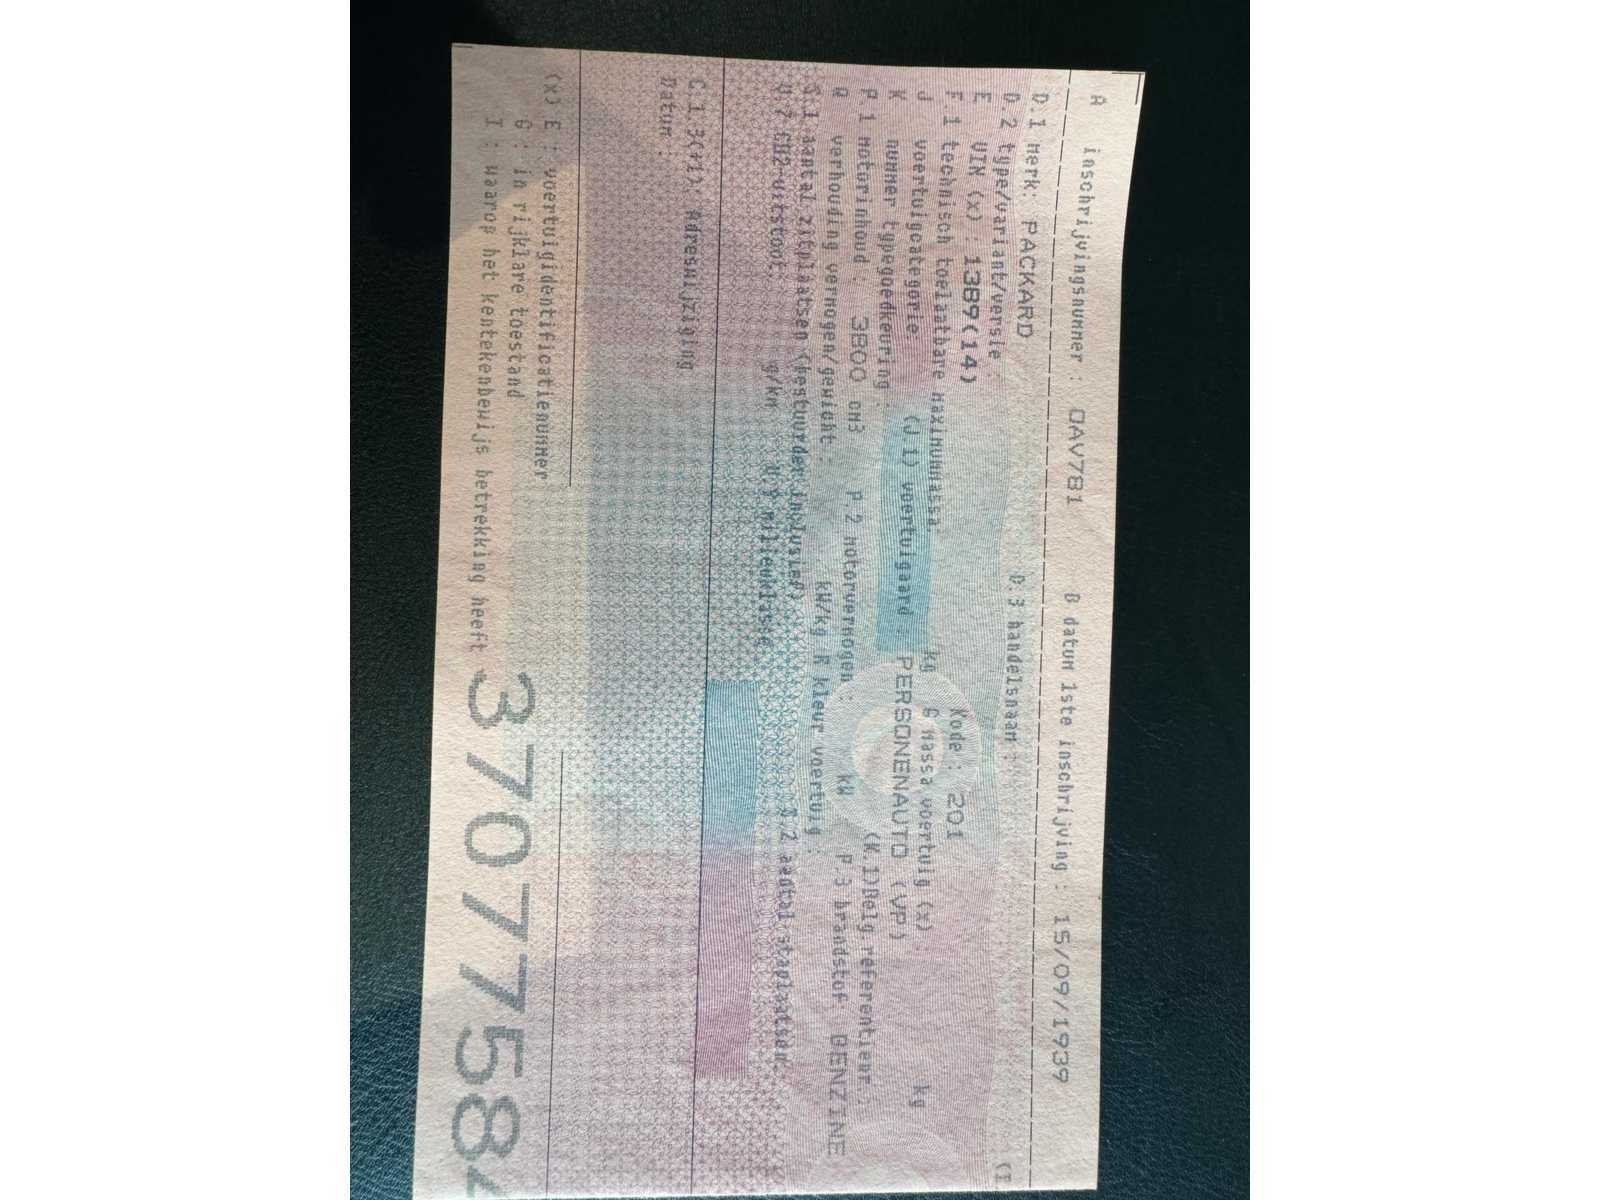 A inschrijvingsnummer : OAV781 B datum 1ste inschrijving : 15/09/1939
D.1 merk: PACKARD
D.2 type/variant/versie : D.3 handelsnaam :
E VIN (x) : 1389(14) Kode : 201
F.1 technisch toelaatbare maximummassa. kg G massa voertuig (x) kg
J voertuigcategorie (J.1) voertuigaard : PERSONENAUTO (VP)
K nummer typegoedkeuring : (K.1)Belg.referentienr.
P.1 motorinhoud : 3800 cm3 P.2 motorvermogen : kW P.3 brandstof BENZINE
Q verhouding vermogen/gewicht : kW/kg R kleur voertuig :
S.1 aantal zitplaatsen (bestuurder inclusief) S.2 aantal staplaatsen.
V.7 CO2-uitstoot. g/km V.9 milieuklasse
C.1.3(+1): Adreswijziging
Datum :
(x) E : voertuigidentificatienummer
G : in rijklare toestand
I : waarop het kentekenbewijs betrekking heeft
3707758